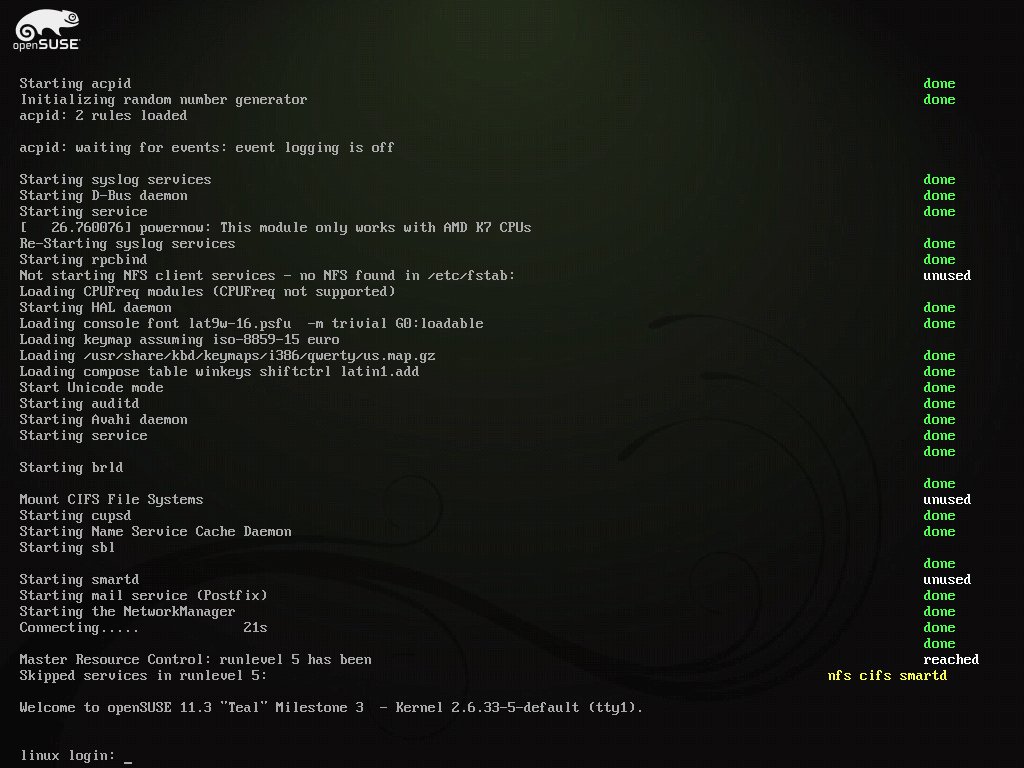 openSUSE
Starting acpid done
Initializing random number generator done
acpid: 2 rules loaded
acpid: waiting for events: event logging is off
Starting syslog services done
Starting D-Bus daemon done
Starting service done
[   26.760076] powernow: This module only works with AMD K7 CPUs
Re-Starting syslog services done
Starting rpcbind done
Not starting NFS client services - no NFS found in /etc/fstab: unused
Loading CPUFreq modules (CPUFreq not supported)
Starting HAL daemon done
Loading console font lat9w-16.psfu  -m trivial G0:loadable done
Loading keymap assuming iso-8859-15 euro
Loading /usr/share/kbd/keymaps/i386/qwerty/us.map.gz done
Loading compose table winkeys shiftctrl latin1.add done
Start Unicode mode done
Starting auditd done
Starting Avahi daemon done
Starting service done
done
Starting brld
done
Mount CIFS File Systems unused
Starting cupsd done
Starting Name Service Cache Daemon done
Starting sbl
done
Starting smartd unused
Starting mail service (Postfix) done
Starting the NetworkManager done
Connecting..... 21s done
done
Master Resource Control: runlevel 5 has been reached
Skipped services in runlevel 5: nfs cifs smartd
Welcome to openSUSE 11.3 "Teal" Milestone 3  - Kernel 2.6.33-5-default (tty1).
linux login: _